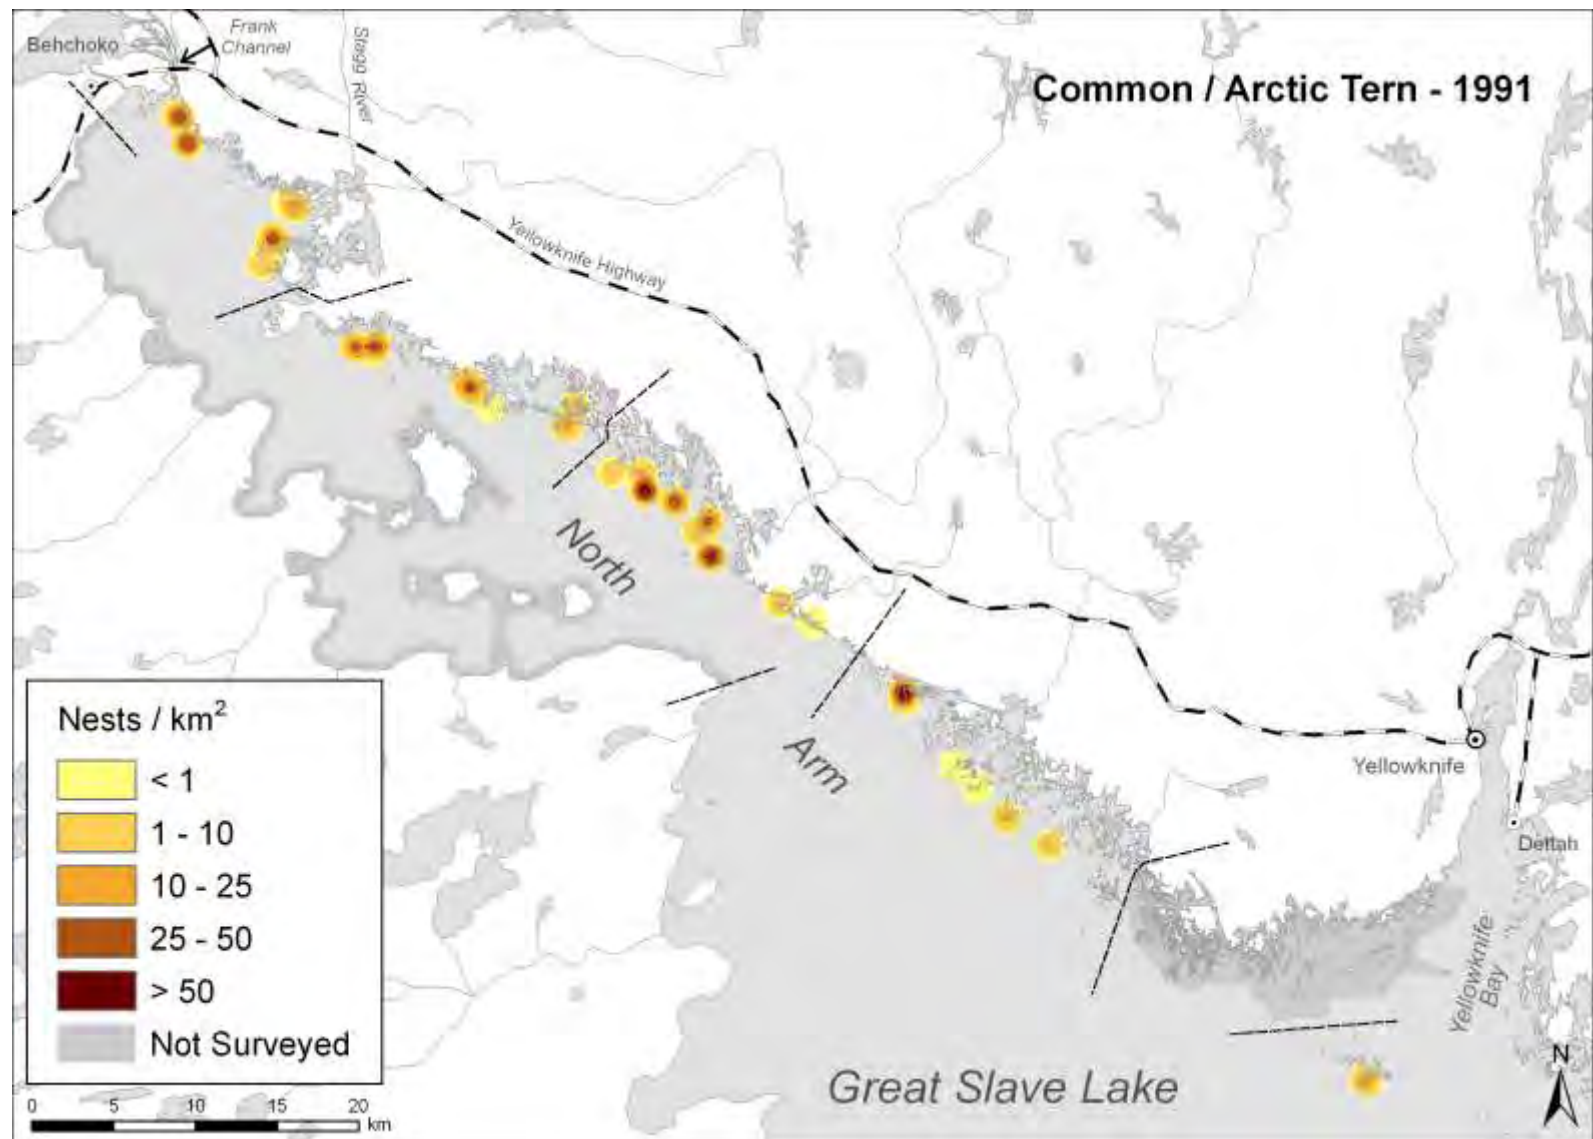 Frank
Channel
Behchoko
Stagg River
Common / Arctic Tern - 1991
Yellowknife Highway
North
Arm
Yellowknife
Dettah
Yellowknife
Bay
Great Slave Lake
N
Nests / km²
< 1
1 - 10
10 - 25
25 - 50
> 50
Not Surveyed
0 5 10 15 20
km